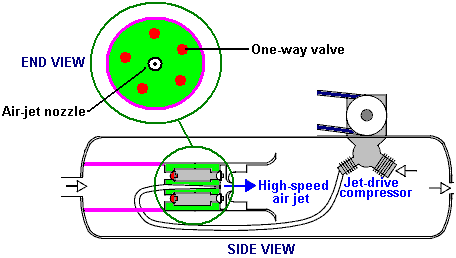 One-way valve
END VIEW
Air-jet nozzle
High-speed
air jet
Jet-drive
compressor
SIDE VIEW